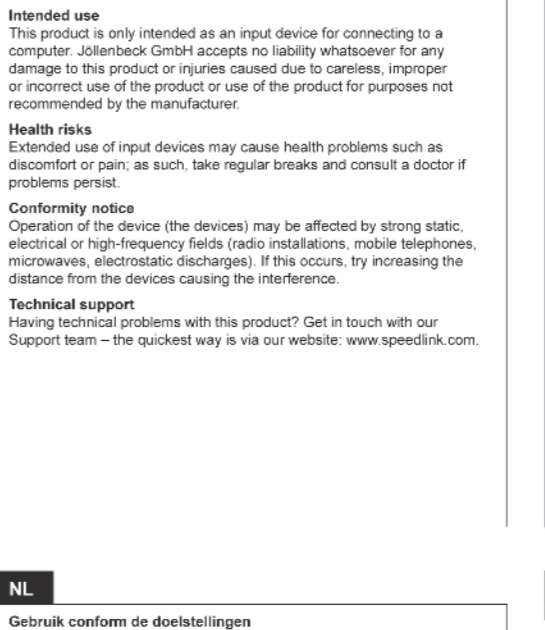 Intended use
This product is only intended as an input device for connecting to a
computer. Jöllenbeck GmbH accepts no liability whatsoever for any
damage to this product or injuries caused due to careless, improper
or incorrect use of the product or use of the product for purposes not
recommended by the manufacturer.
Health risks
Extended use of input devices may cause health problems such as
discomfort or pain; as such, take regular breaks and consult a doctor if
problems persist.
Conformity notice
Operation of the device (the devices) may be affected by strong static,
electrical or high-frequency fields (radio installations, mobile telephones,
microwaves, electrostatic discharges). If this occurs, try increasing the
distance from the devices causing the interference.
Technical support
Having technical problems with this product? Get in touch with our
Support team – the quickest way is via our website: www.speedlink.com.
NL
Gebruik conform de doelstellingen